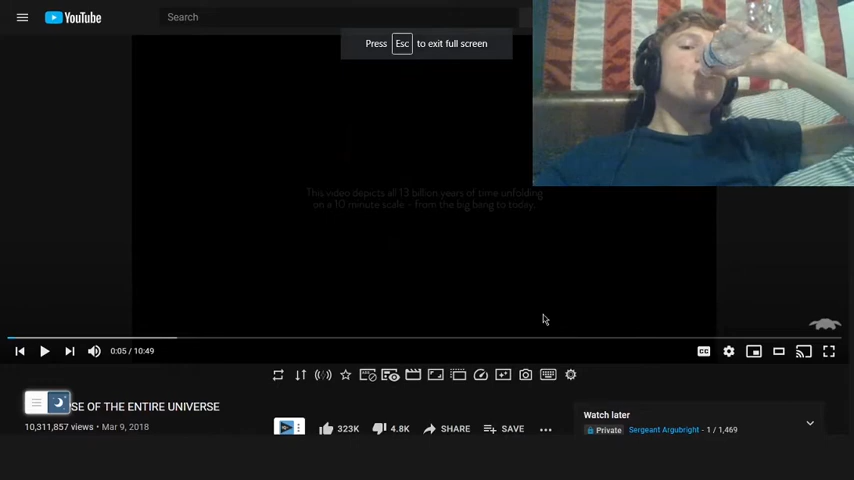 YouTube
Search
Press Esc to exit full screen
This video depicts all 13 billion years of time unfolding
on a 10 minute scale - from the big bang to today.
0:05 / 10:49
CC
SE OF THE ENTIRE UNIVERSE
10,311,857 views • Mar 9, 2018
323K
4.8K
SHARE
SAVE
Watch later
Private Sergeant Argubright - 1 / 1,469